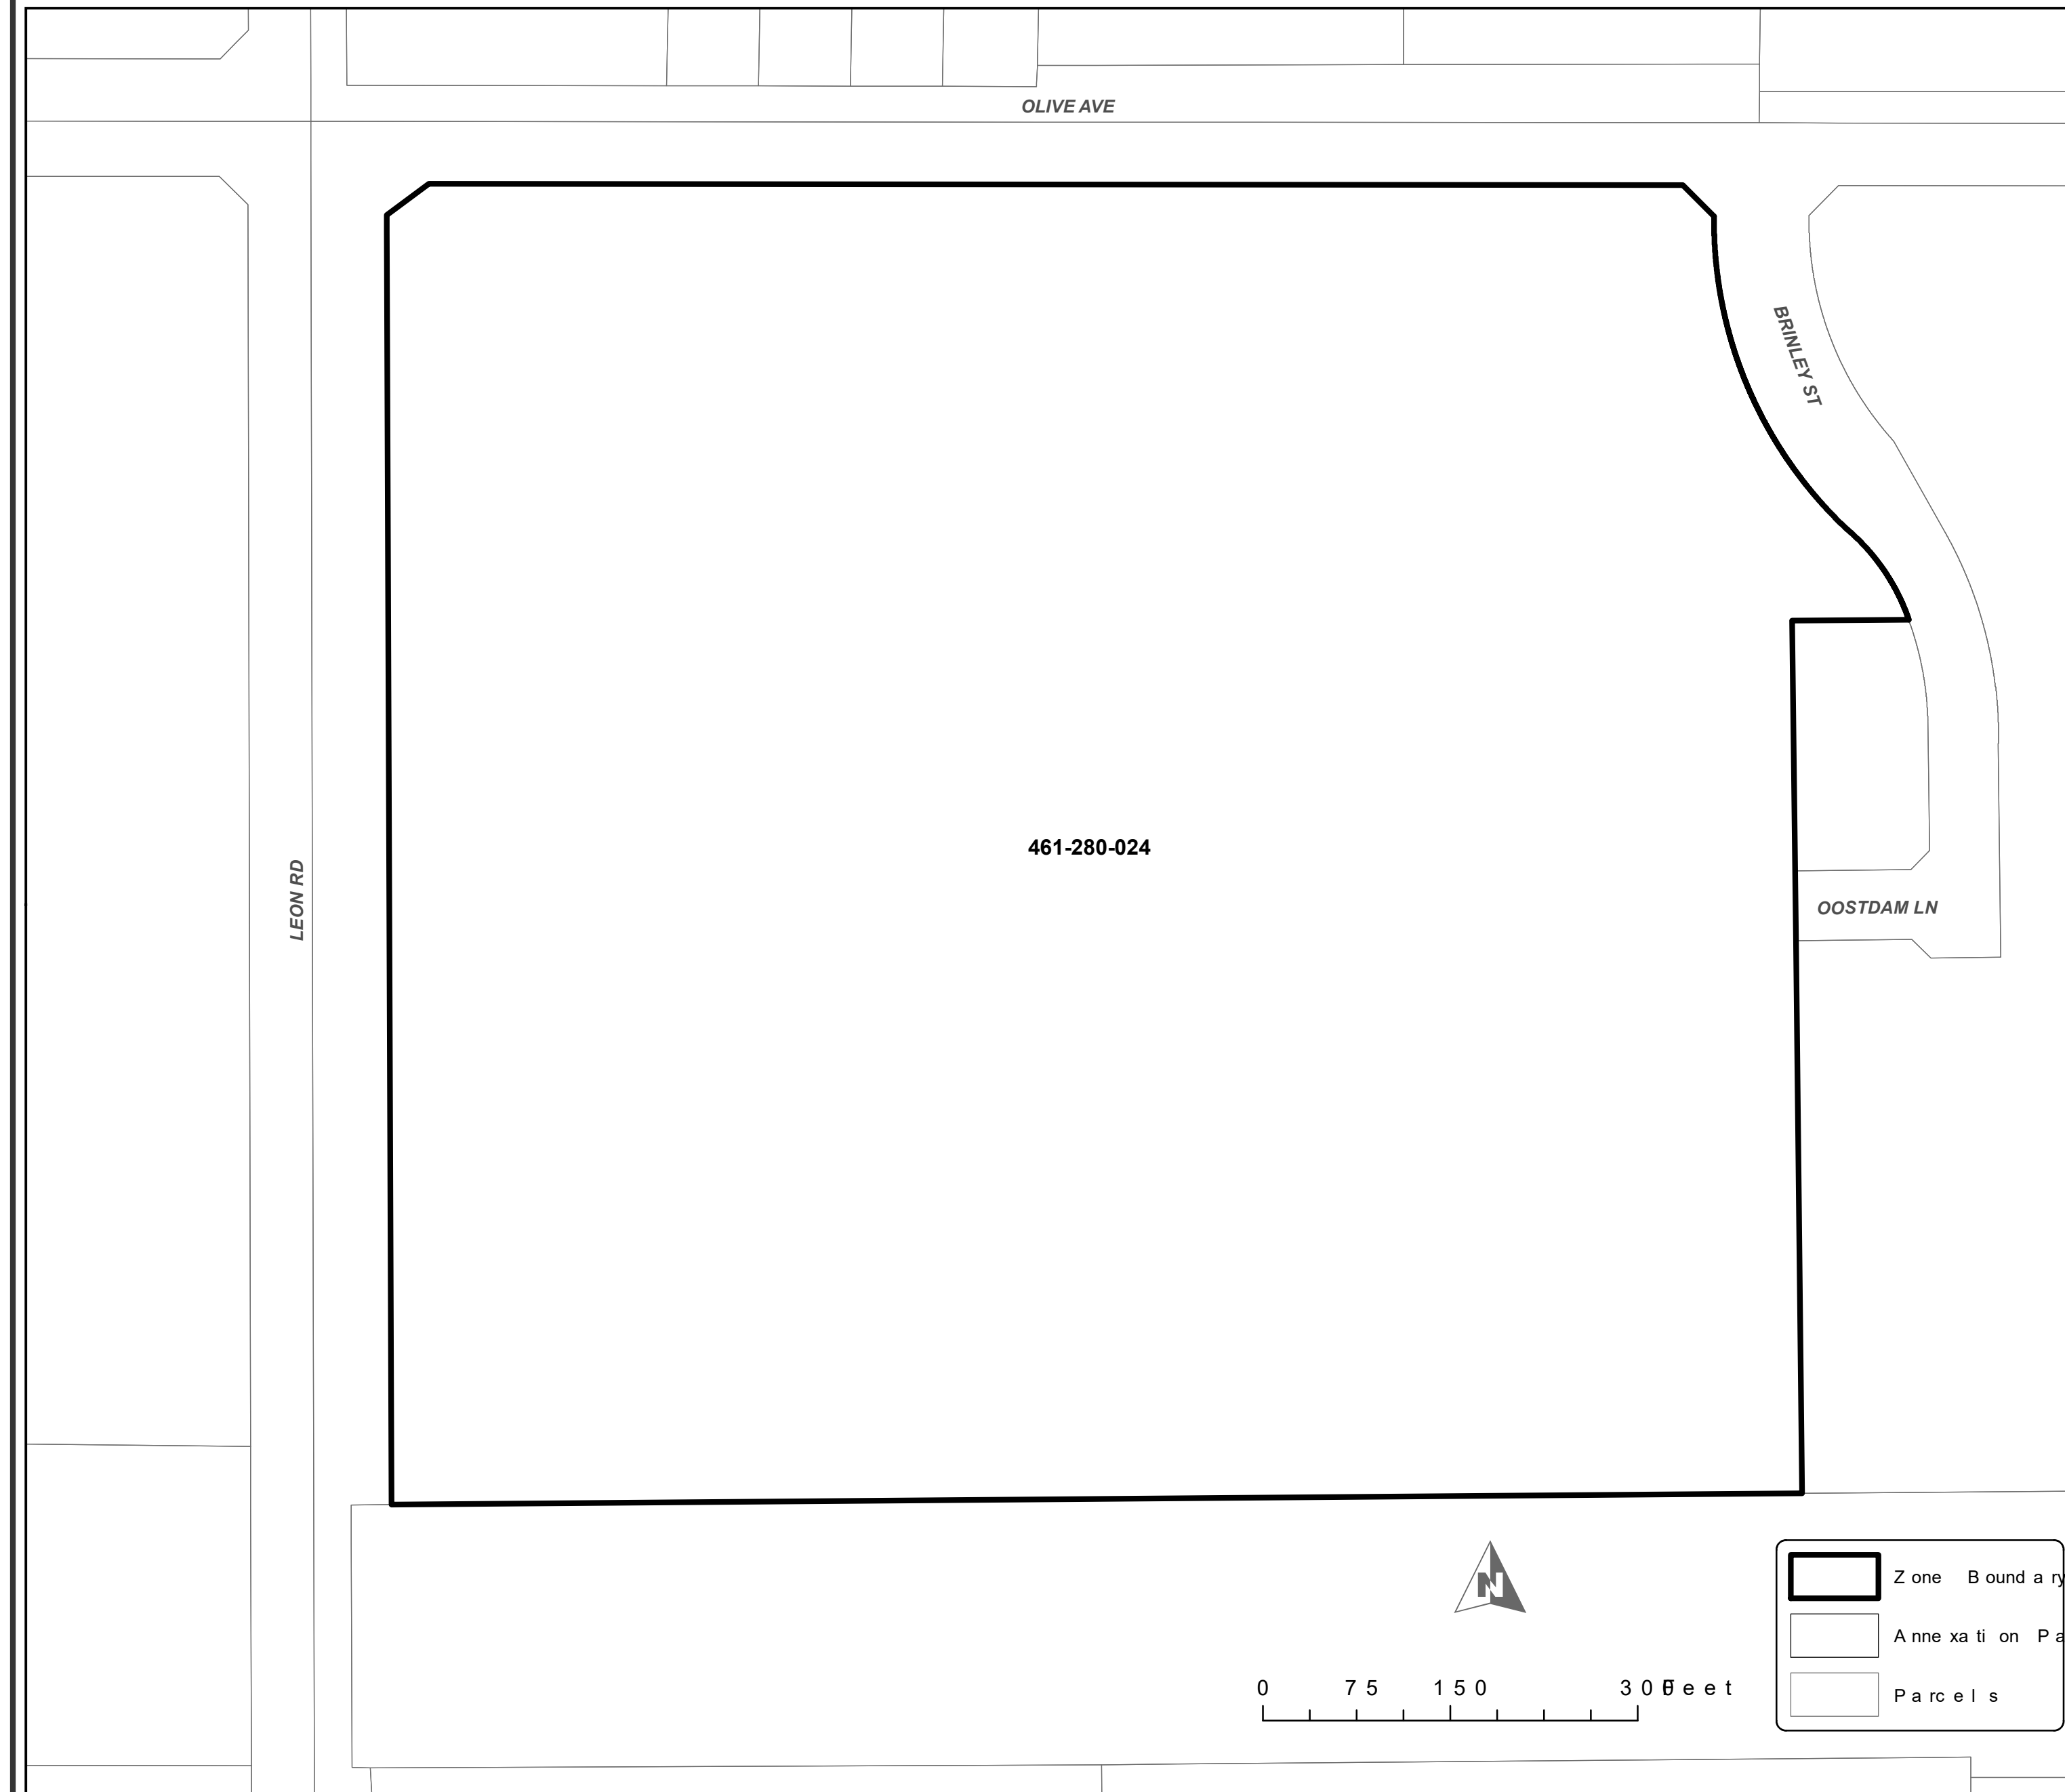 OLIVE AVE
BRINLEY ST
461-280-024
LEON RD
OOSTDAM LN
N
Zone Boundary
Annexation Pa
Parcels
0 75 150 300 Feet